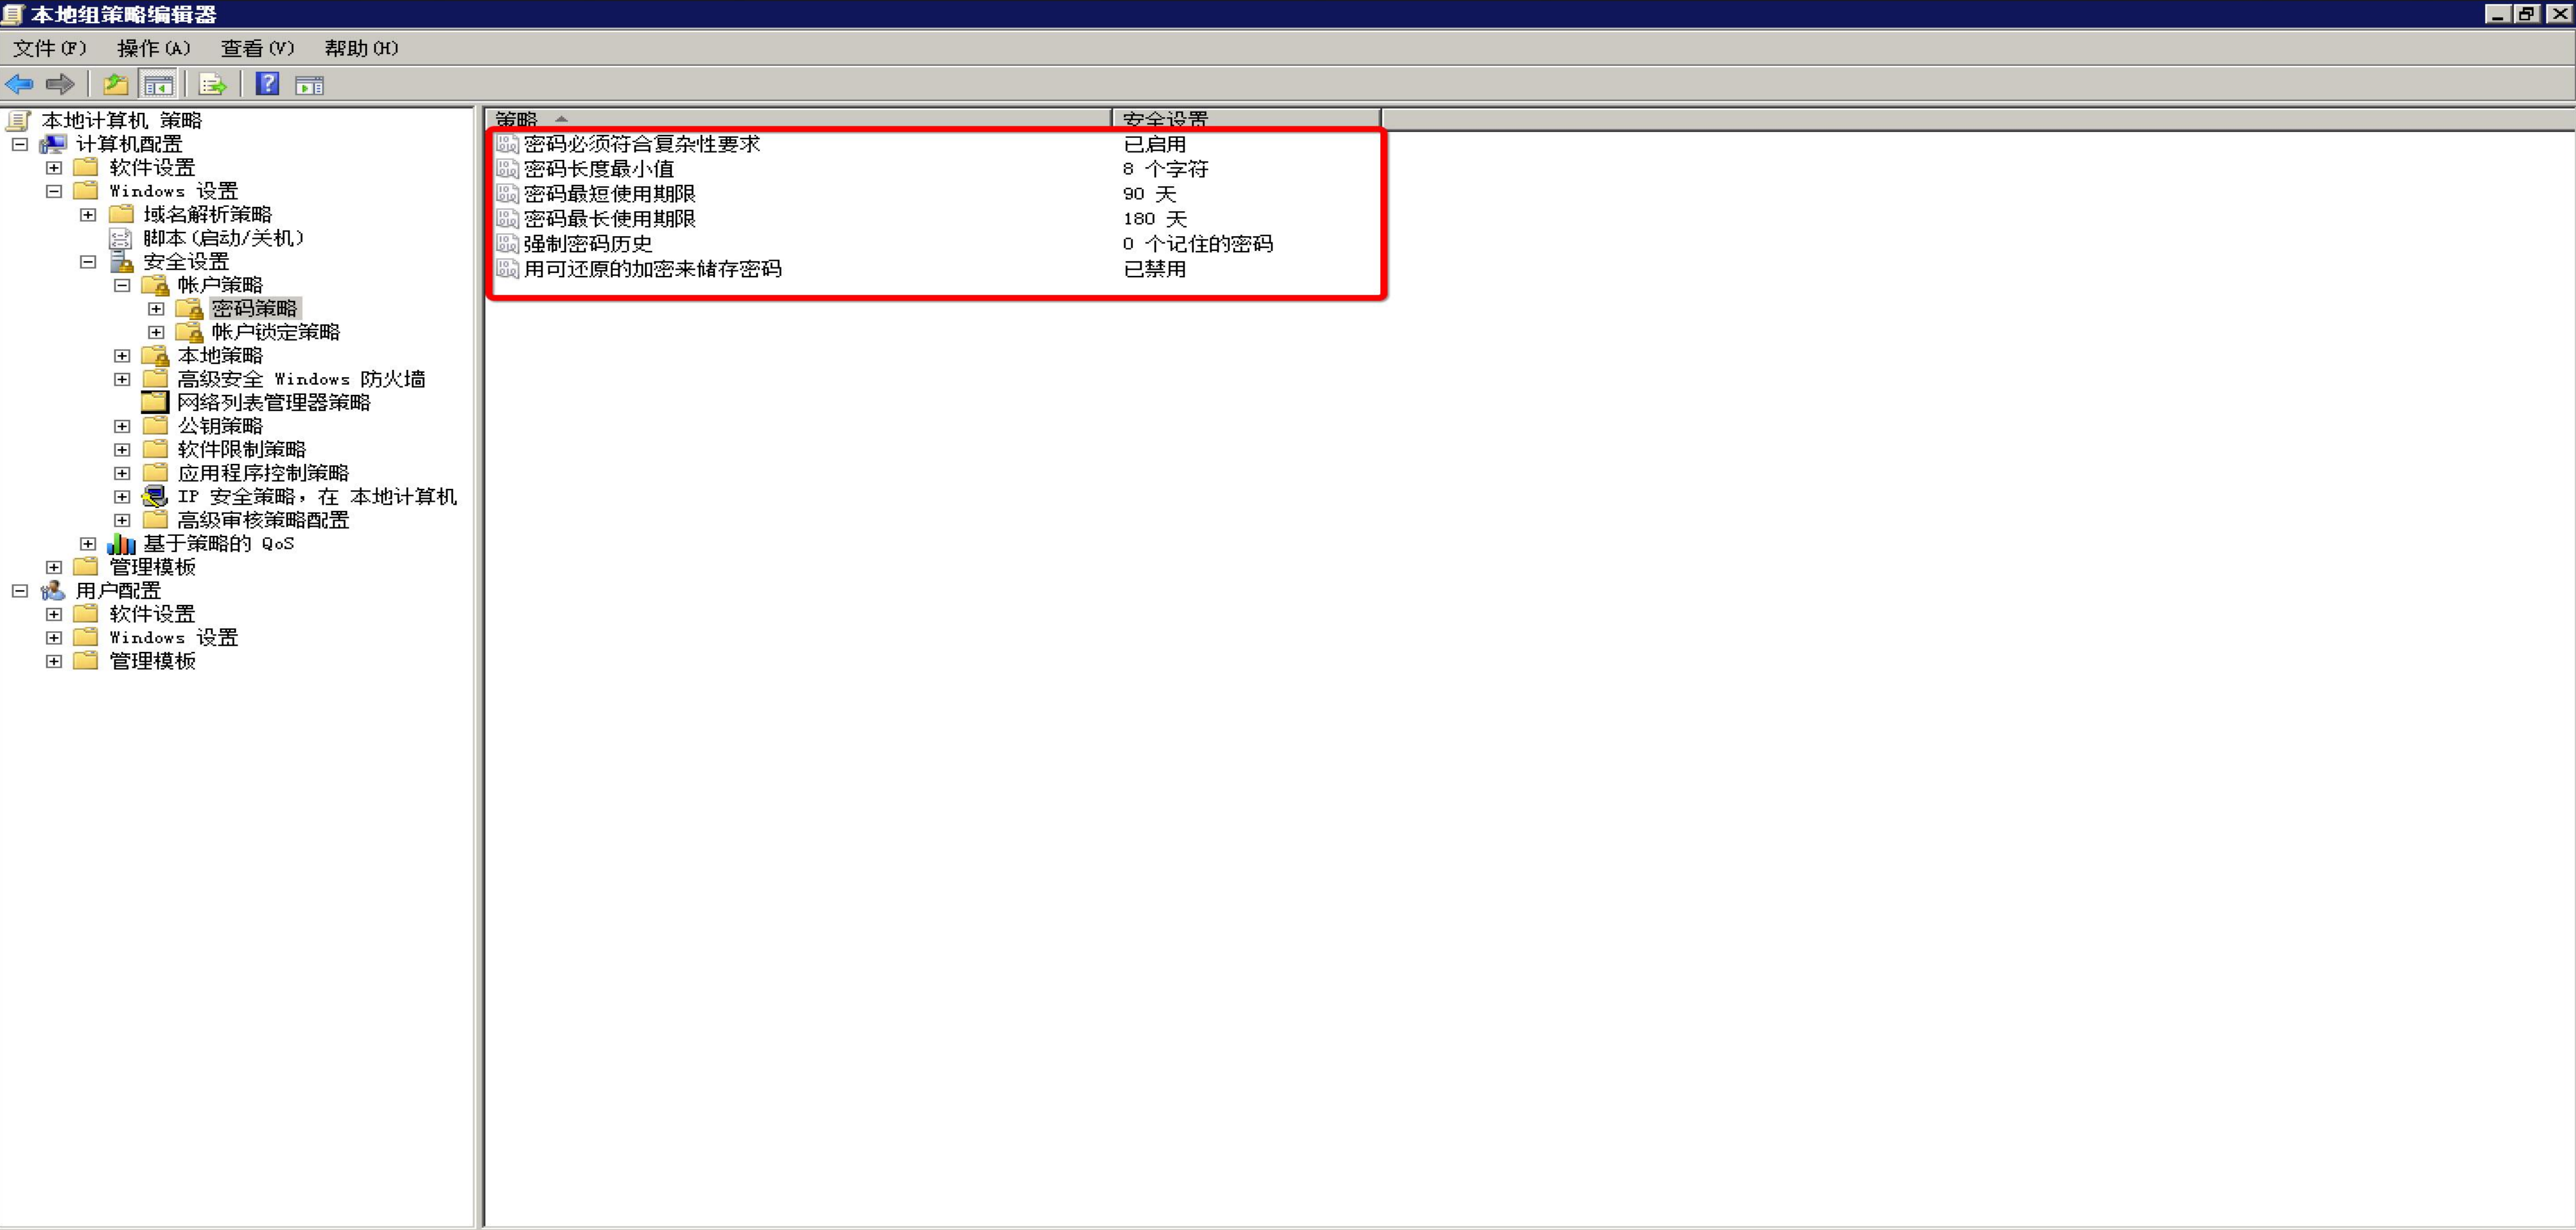 本地组策略编辑器
文件(F) 操作(A) 查看(V) 帮助(H)
本地计算机 策略
计算机配置
软件设置
Windows 设置
域名解析策略
脚本(启动/关机)
安全设置
帐户策略
密码策略
帐户锁定策略
本地策略
高级安全 Windows 防火墙
网络列表管理器策略
公钥策略
软件限制策略
应用程序控制策略
IP 安全策略，在 本地计算机
高级审核策略配置
基于策略的 QoS
管理模板
用户配置
软件设置
Windows 设置
管理模板
策略 安全设置
密码必须符合复杂性要求 已启用
密码长度最小值 8 个字符
密码最短使用期限 90 天
密码最长使用期限 180 天
强制密码历史 0 个记住的密码
用可还原的加密来储存密码 已禁用